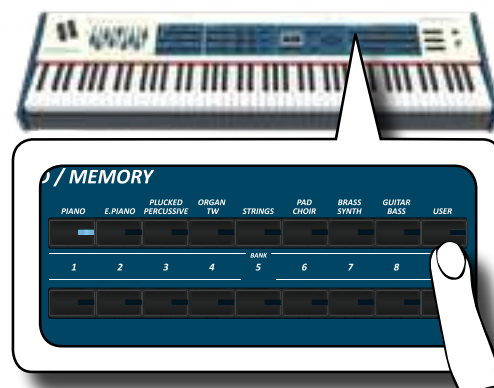 / MEMORY
PIANO E.PIANO PLUCKED PERCUSSIVE ORGAN TW STRINGS PAD CHOIR BRASS SYNTH GUITAR BASS USER
BANK
1 2 3 4 5 6 7 8